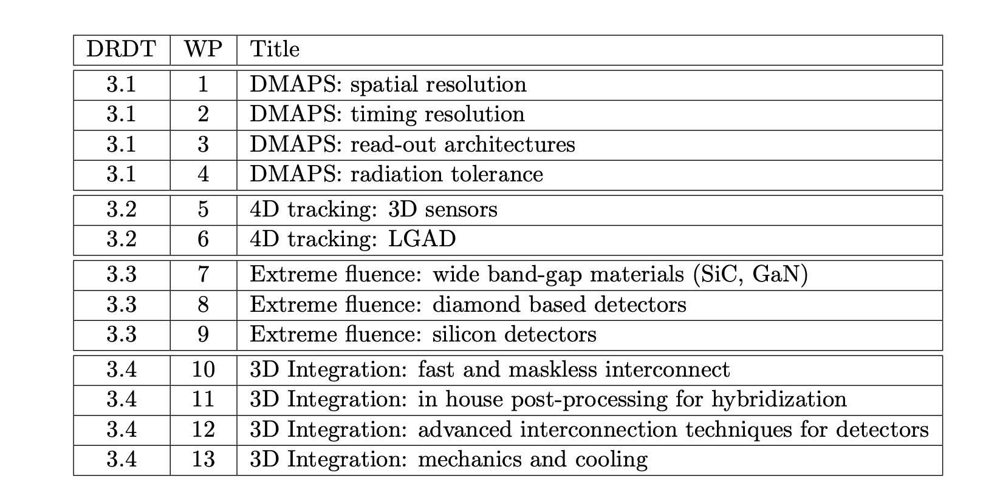 DRDT WP Title
3.1 1 DMAPS: spatial resolution
3.1 2 DMAPS: timing resolution
3.1 3 DMAPS: read-out architectures
3.1 4 DMAPS: radiation tolerance
3.2 5 4D tracking: 3D sensors
3.2 6 4D tracking: LGAD
3.3 7 Extreme fluence: wide band-gap materials (SiC, GaN)
3.3 8 Extreme fluence: diamond based detectors
3.3 9 Extreme fluence: silicon detectors
3.4 10 3D Integration: fast and maskless interconnect
3.4 11 3D Integration: in house post-processing for hybridization
3.4 12 3D Integration: advanced interconnection techniques for detectors
3.4 13 3D Integration: mechanics and cooling